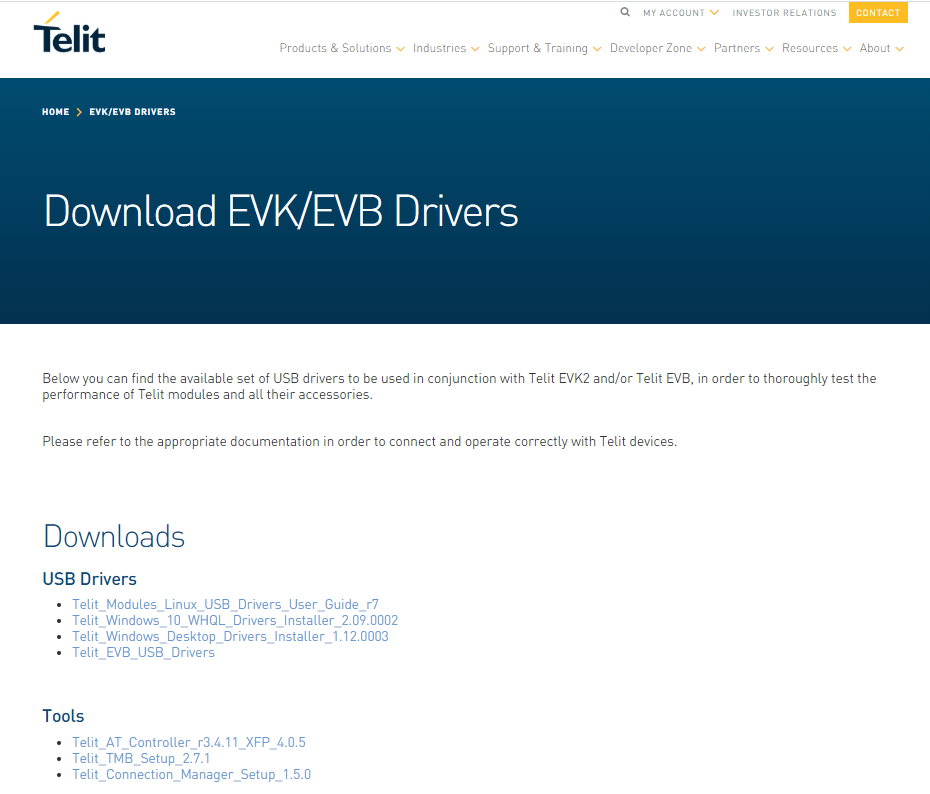 Telit
MY ACCOUNT
INVESTOR RELATIONS
CONTACT
Products & Solutions
Industries
Support & Training
Developer Zone
Partners
Resources
About
HOME > EVK/EVB DRIVERS
Download EVK/EVB Drivers
Below you can find the available set of USB drivers to be used in conjunction with Telit EVK2 and/or Telit EVB, in order to thoroughly test the
performance of Telit modules and all their accessories.
Please refer to the appropriate documentation in order to connect and operate correctly with Telit devices.
Downloads
USB Drivers
Telit_Modules_Linux_USB_Drivers_User_Guide_r7
Telit_Windows_10_WHQL_Drivers_Installer_2.09.0002
Telit_Windows_Desktop_Drivers_Installer_1.12.0003
Telit_EVB_USB_Drivers
Tools
Telit_AT_Controller_r3.4.11_XFP_4.0.5
Telit_TMB_Setup_2.7.1
Telit_Connection_Manager_Setup_1.5.0